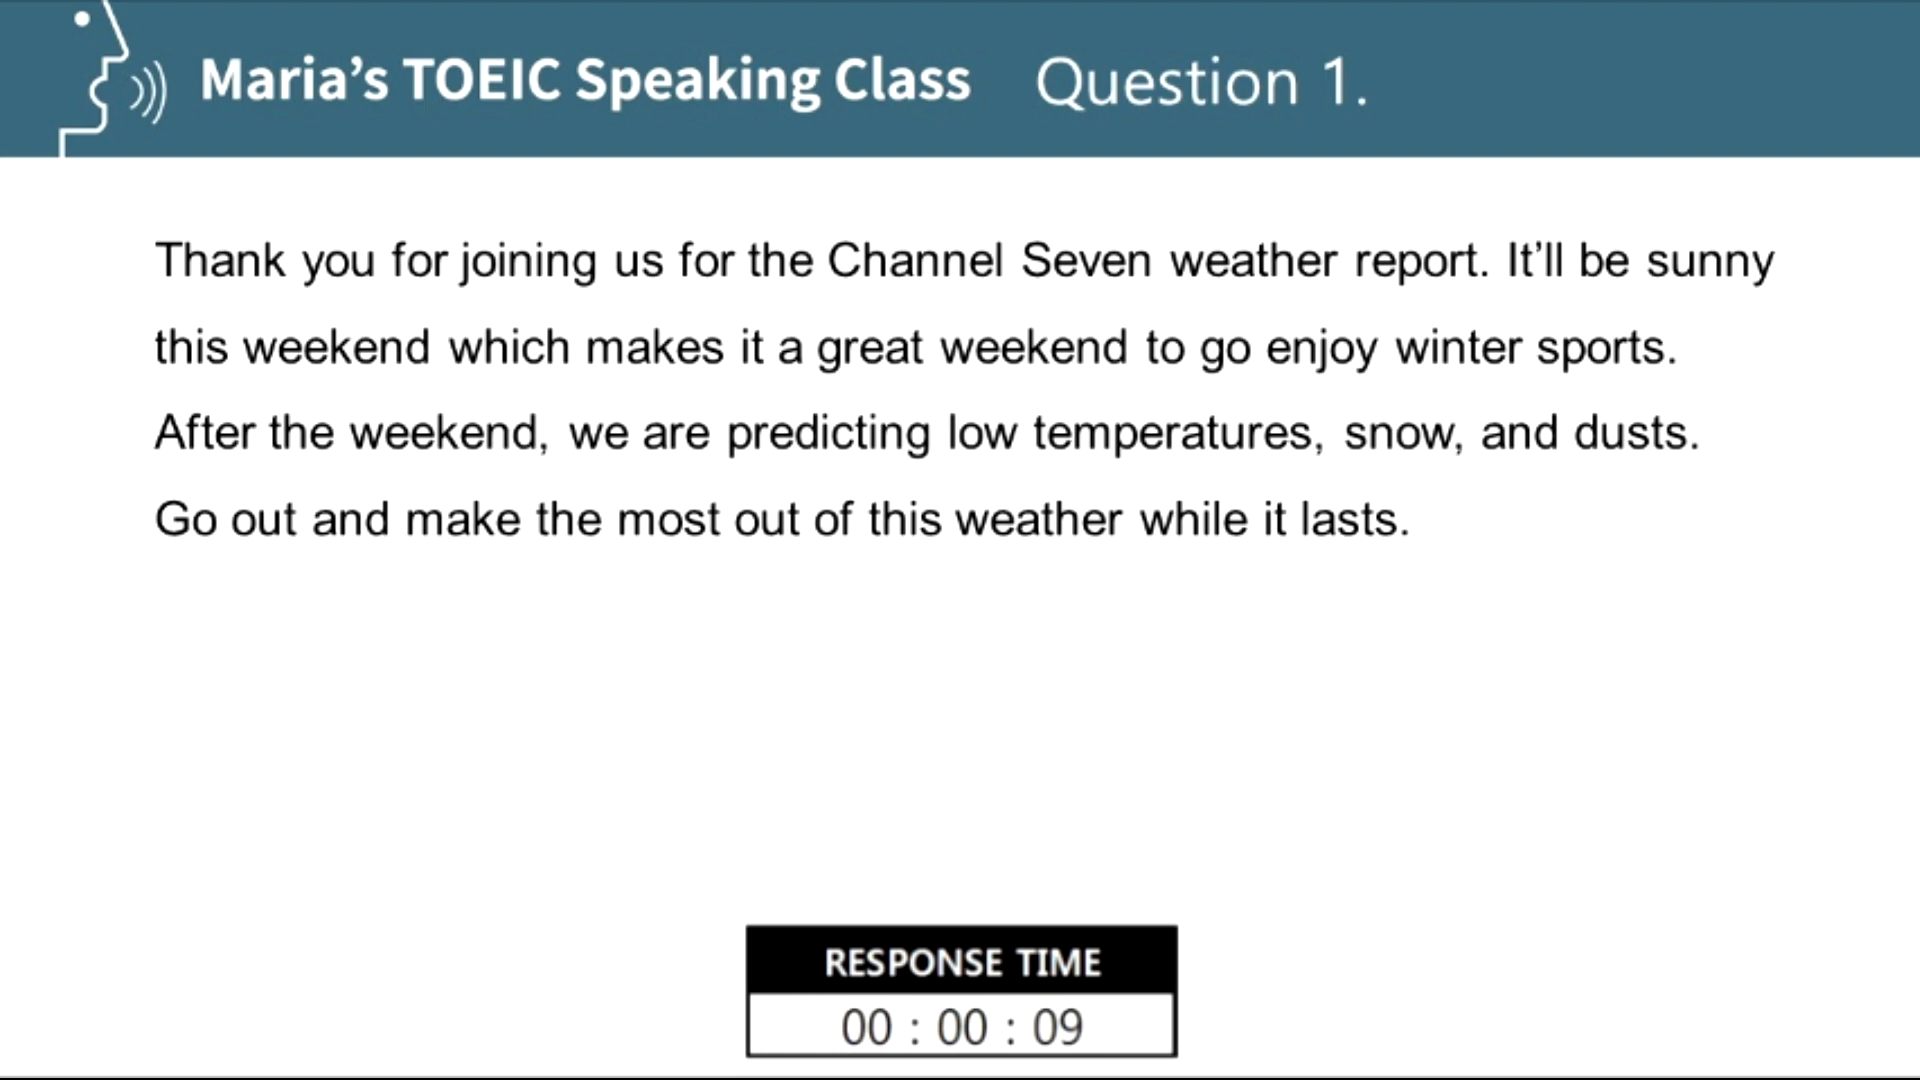 Maria’s TOEIC Speaking Class Question 1.
Thank you for joining us for the Channel Seven weather report. It’ll be sunny
this weekend which makes it a great weekend to go enjoy winter sports.
After the weekend, we are predicting low temperatures, snow, and dusts.
Go out and make the most out of this weather while it lasts.
RESPONSE TIME
00 : 00 : 09